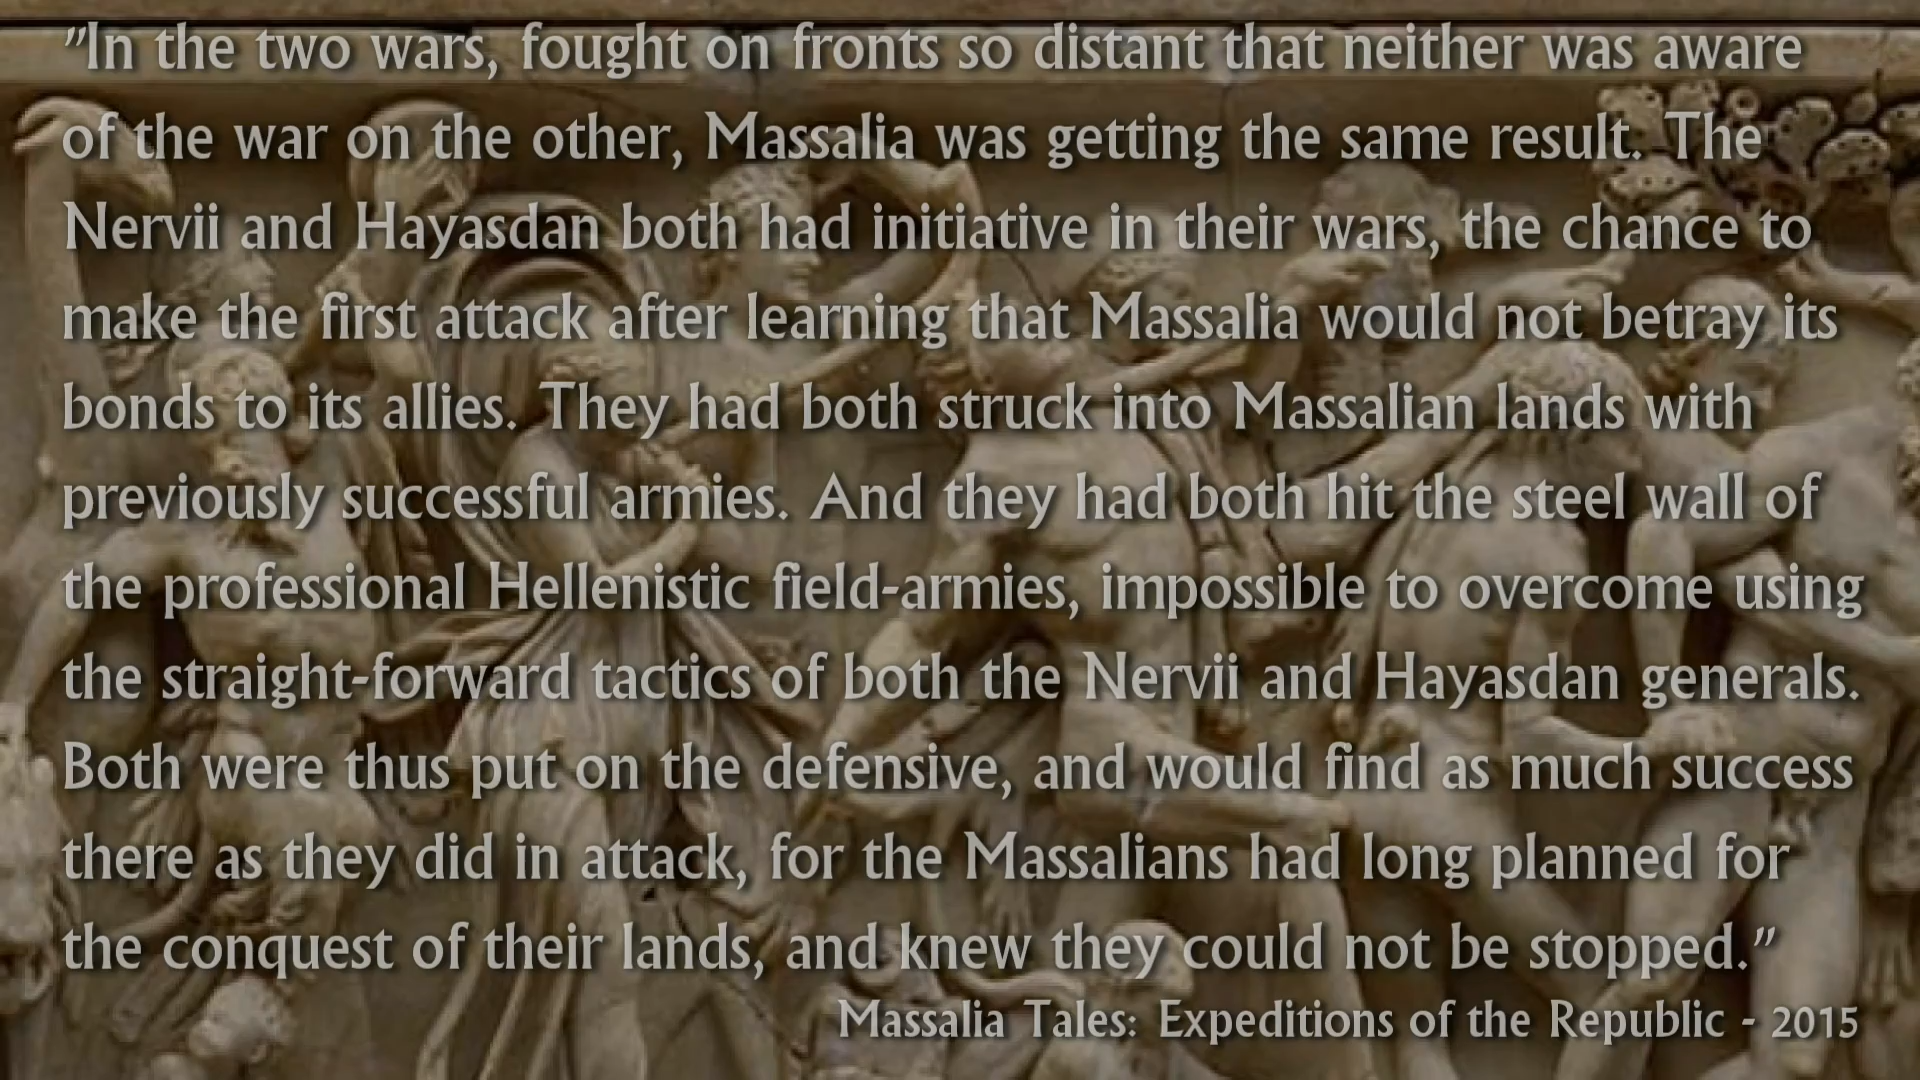 "In the two wars, fought on fronts so distant that neither was aware
of the war on the other, Massalia was getting the same result. The
Nervii and Hayasdan both had initiative in their wars, the chance to
make the first attack after learning that Massalia would not betray its
bonds to its allies. They had both struck into Massalian lands with
previously successful armies. And they had both hit the steel wall of
the professional Hellenistic field-armies, impossible to overcome using
the straight-forward tactics of both the Nervii and Hayasdan generals.
Both were thus put on the defensive, and would find as much success
there as they did in attack, for the Massalians had long planned for
the conquest of their lands, and knew they could not be stopped."
Massalia Tales: Expeditions of the Republic - 2015